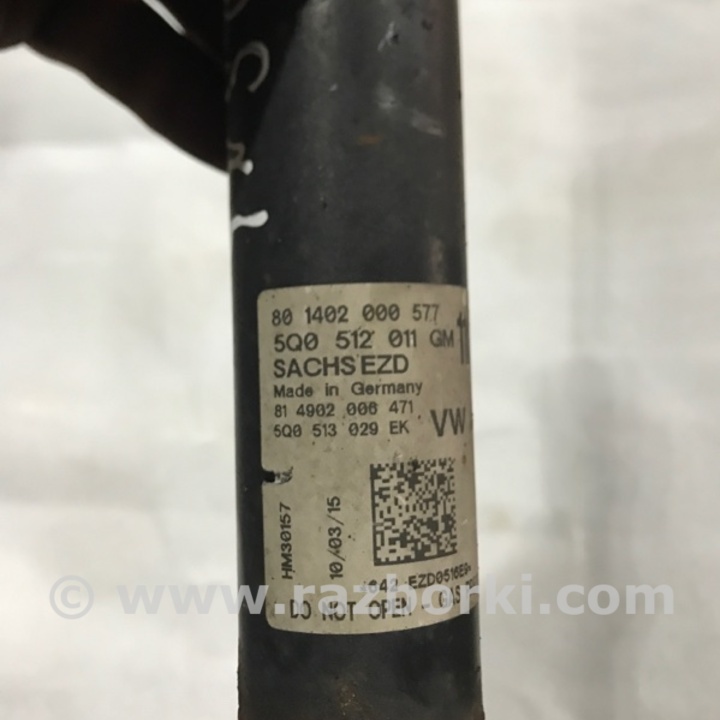 80 1402 000 577
5Q0 512 011 GM
SACHS EZD
Made in Germany
81 4902 006 471
5Q0 513 029 EK
VW
HM30157
10/03/15
DO NOT OPEN - GAS
© www.razborki.com